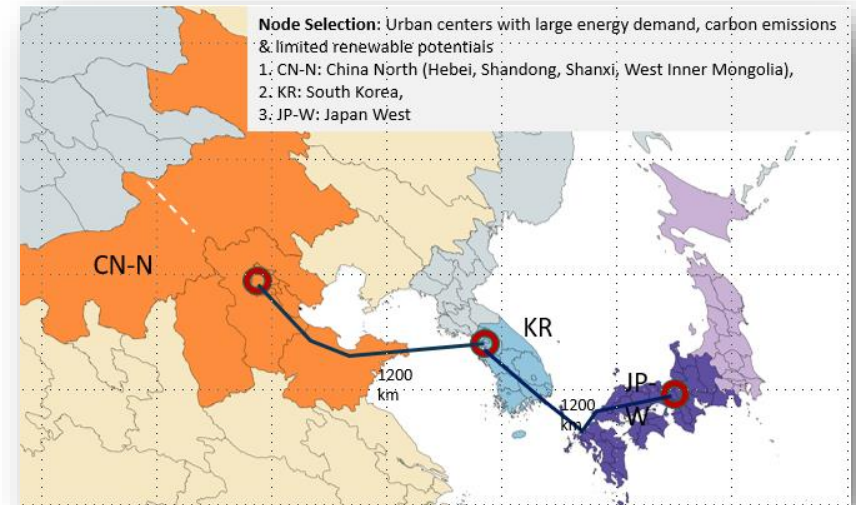 Node Selection: Urban centers with large energy demand, carbon emissions
& limited renewable potentials
1. CN-N: China North (Hebei, Shandong, Shanxi, West Inner Mongolia),
2. KR: South Korea,
3. JP-W: Japan West
CN-N
KR
1200
km
JP-
W
1200
km